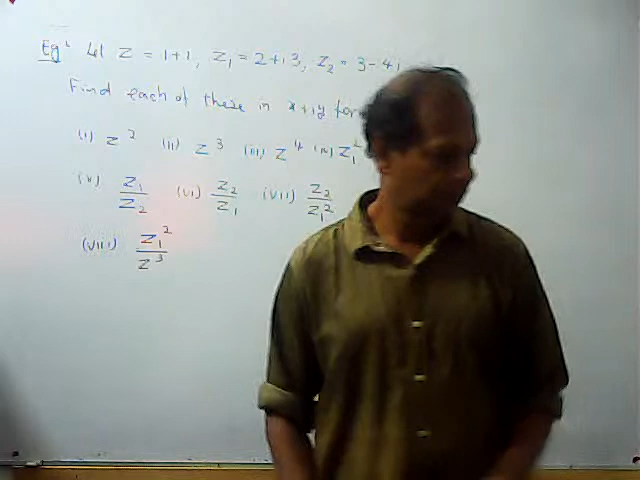 Eg: Let z = 1+i, z₁ = 2+i3, z₂ = 3-4i
Find each of these in x+iy for
(i) z² (ii) z³ (iii) z⁴ (iv) z₁²
(v) z₁/z₂ (vi) z₂/z₁ (vii) z₂/z₁²
(viii) z₁²/z³